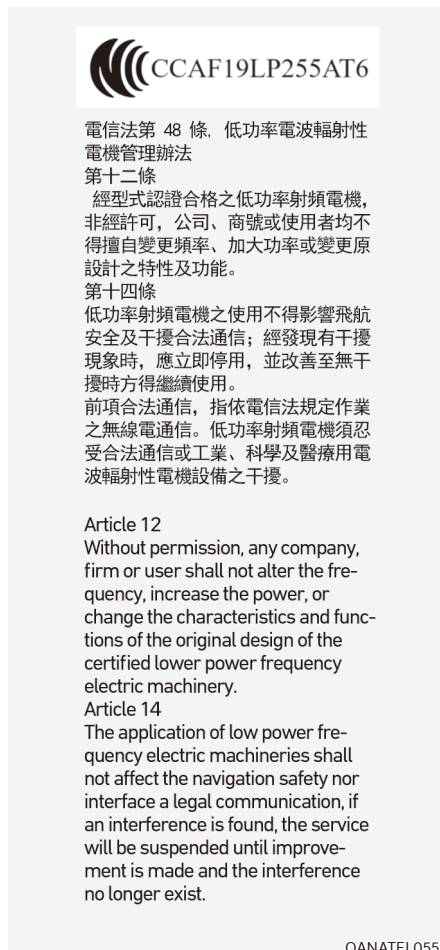 CCAF19LP255AT6
電信法第 48 條, 低功率電波輻射性
電機管理辦法
第十二條
經型式認證合格之低功率射頻電機，
非經許可，公司、商號或使用者均不
得擅自變更頻率、加大功率或變更原
設計之特性及功能。
第十四條
低功率射頻電機之使用不得影響飛航
安全及干擾合法通信；經發現有干擾
現象時，應立即停用，並改善至無干
擾時方得繼續使用。
前項合法通信，指依電信法規定作業
之無線電通信。低功率射頻電機須忍
受合法通信或工業、科學及醫療用電
波輻射性電機設備之干擾。
Article 12
Without permission, any company,
firm or user shall not alter the fre-
quency, increase the power, or
change the characteristics and func-
tions of the original design of the
certified lower power frequency
electric machinery.
Article 14
The application of low power fre-
quency electric machineries shall
not affect the navigation safety nor
interface a legal communication, if
an interference is found, the service
will be suspended until improve-
ment is made and the interference
no longer exist.